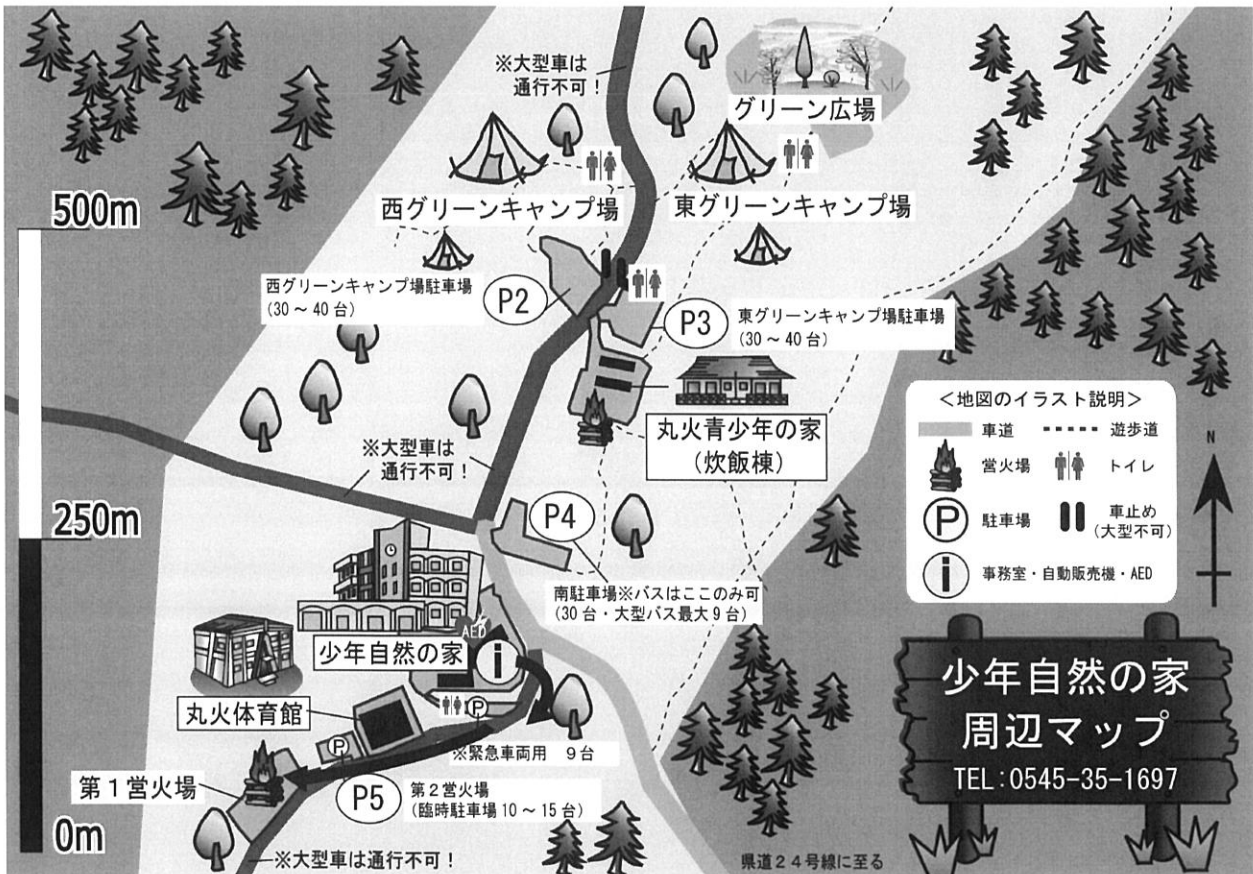 ※大型車は
通行不可！
グリーン広場
500m
西グリーンキャンプ場
東グリーンキャンプ場
西グリーンキャンプ場駐車場
(30～40台)
P2
P3
東グリーンキャンプ場駐車場
(30～40台)
丸火青少年の家
(炊飯棟)
※大型車は
通行不可！
＜地図のイラスト説明＞
車道
遊歩道
営火場
トイレ
P
駐車場
車止め
(大型不可)
i
事務室・自動販売機・AED
N
250m
P4
南駐車場※バスはここのみ可
(30台・大型バス最大9台)
AED
少年自然の家
i
丸火体育館
P
P
※緊急車両用 9台
第1営火場
P5
第2営火場
(臨時駐車場10～15台)
0m
※大型車は通行不可！
県道24号線に至る
少年自然の家
周辺マップ
TEL:0545-35-1697